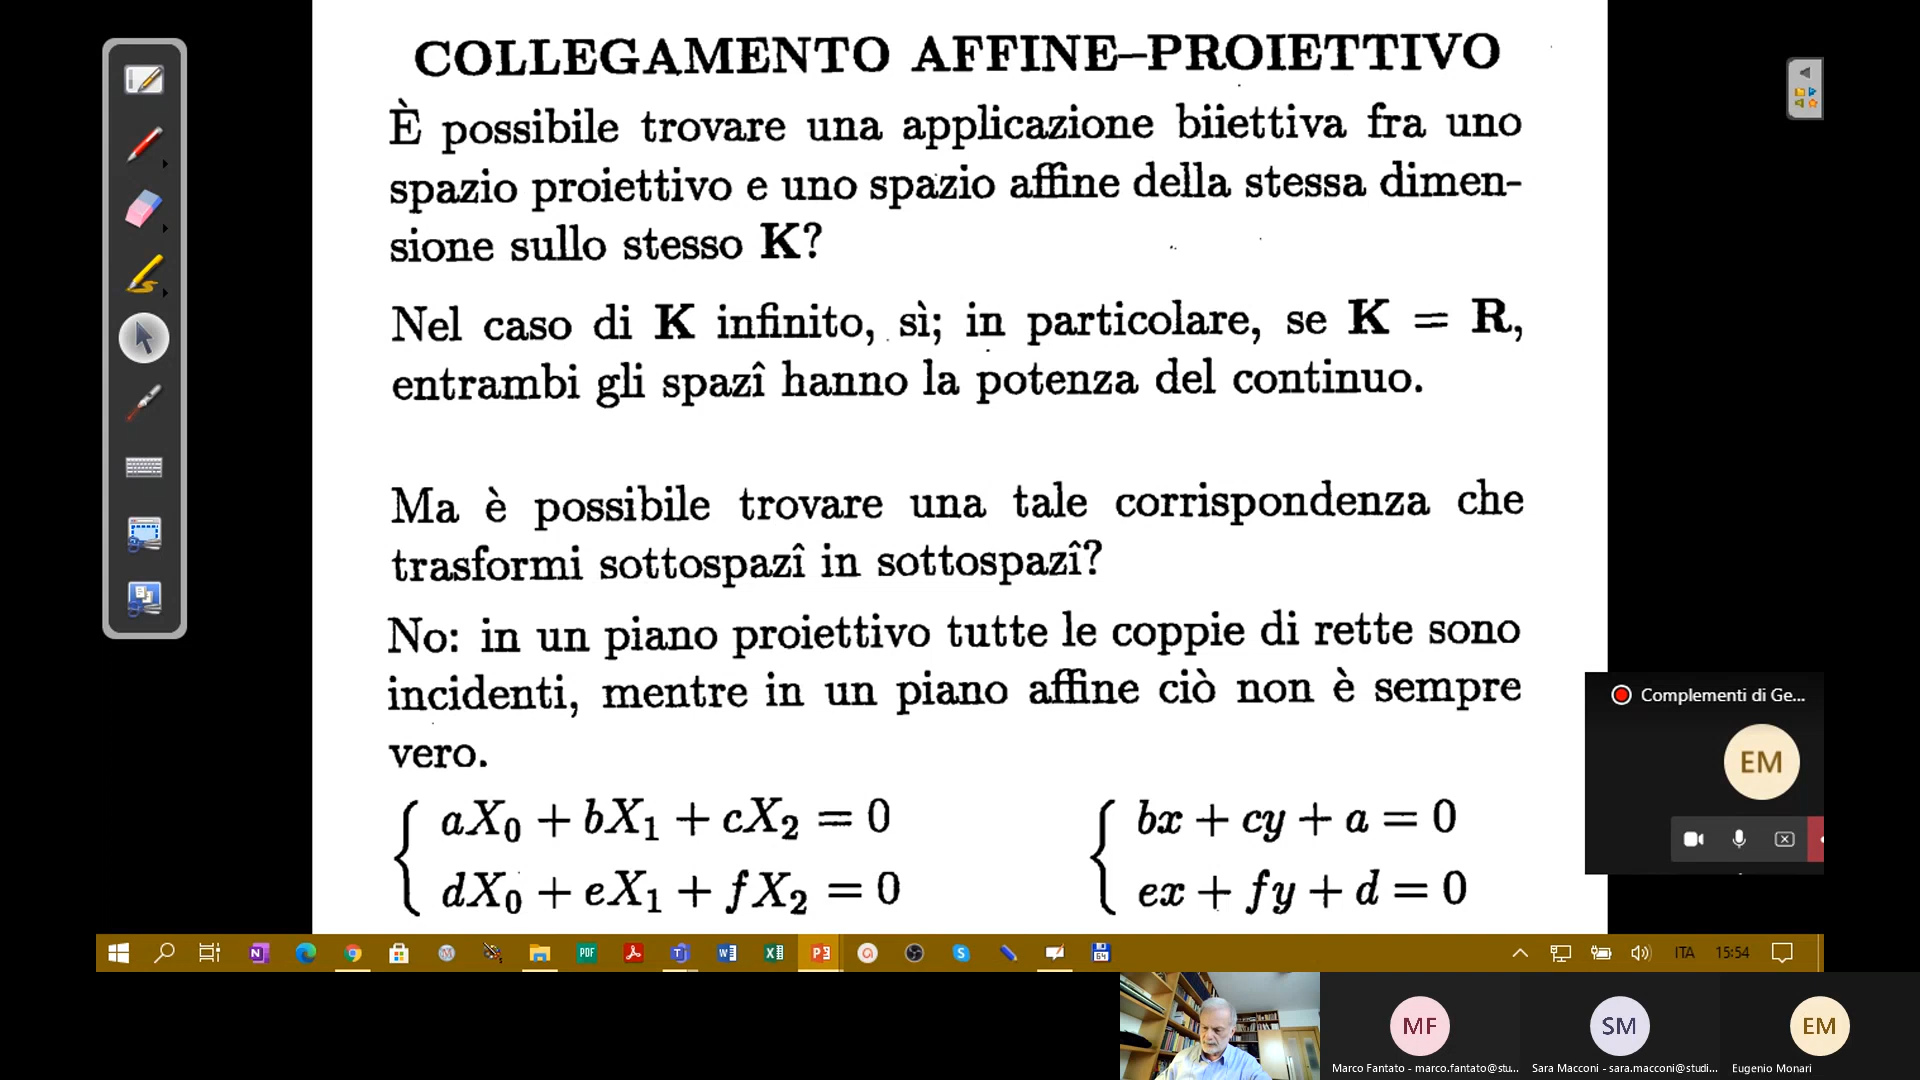 COLLEGAMENTO AFFINE–PROIETTIVO
È possibile trovare una applicazione biiettiva fra uno
spazio proiettivo e uno spazio affine della stessa dimen-
sione sullo stesso K?
Nel caso di K infinito, sì; in particolare, se K = R,
entrambi gli spazî hanno la potenza del continuo.
Ma è possibile trovare una tale corrispondenza che
trasformi sottospazî in sottospazî?
No: in un piano proiettivo tutte le coppie di rette sono
incidenti, mentre in un piano affine ciò non è sempre
vero.
aX₀ + bX₁ + cX₂ = 0
dX₀ + eX₁ + fX₂ = 0
bx + cy + a = 0
ex + fy + d = 0
Complementi di Ge...
EM
ITA 15:54
MF
Marco Fantato - marco.fantato@stu...
SM
Sara Macconi - sara.macconi@studi...
EM
Eugenio Monari